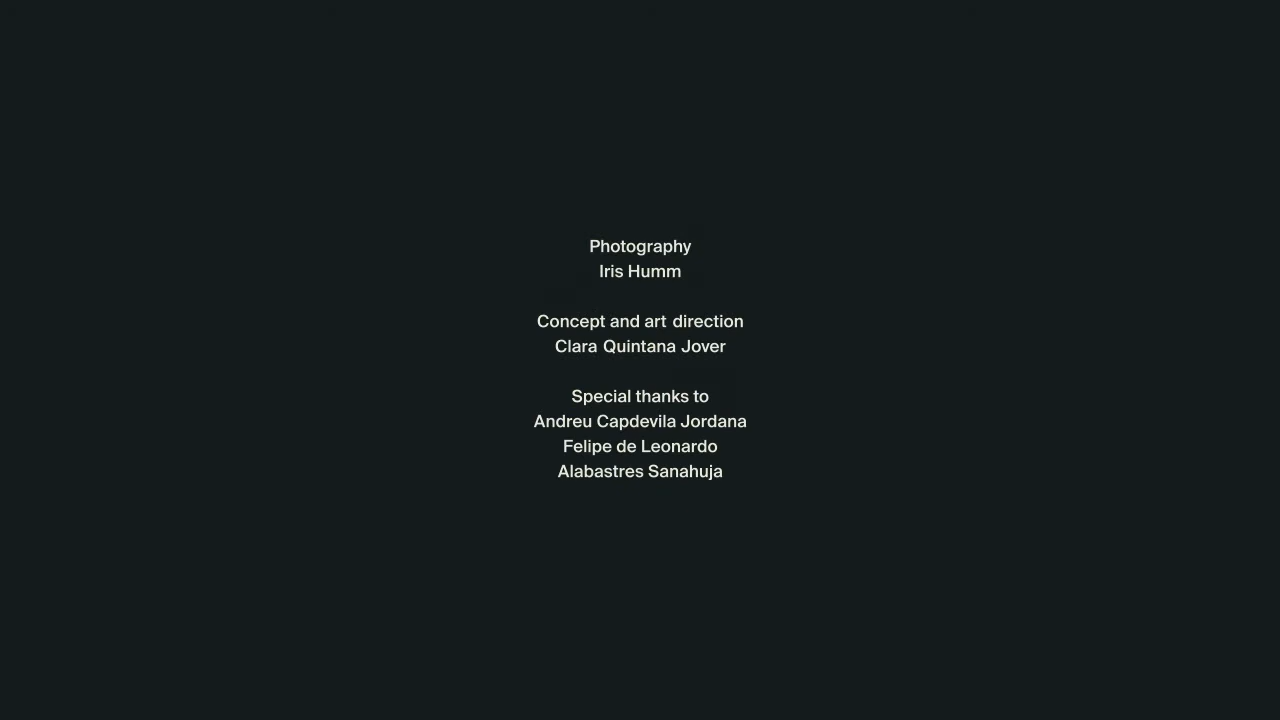 Photography
Iris Humm
Concept and art direction
Clara Quintana Jover
Special thanks to
Andreu Capdevila Jordana
Felipe de Leonardo
Alabastres Sanahuja